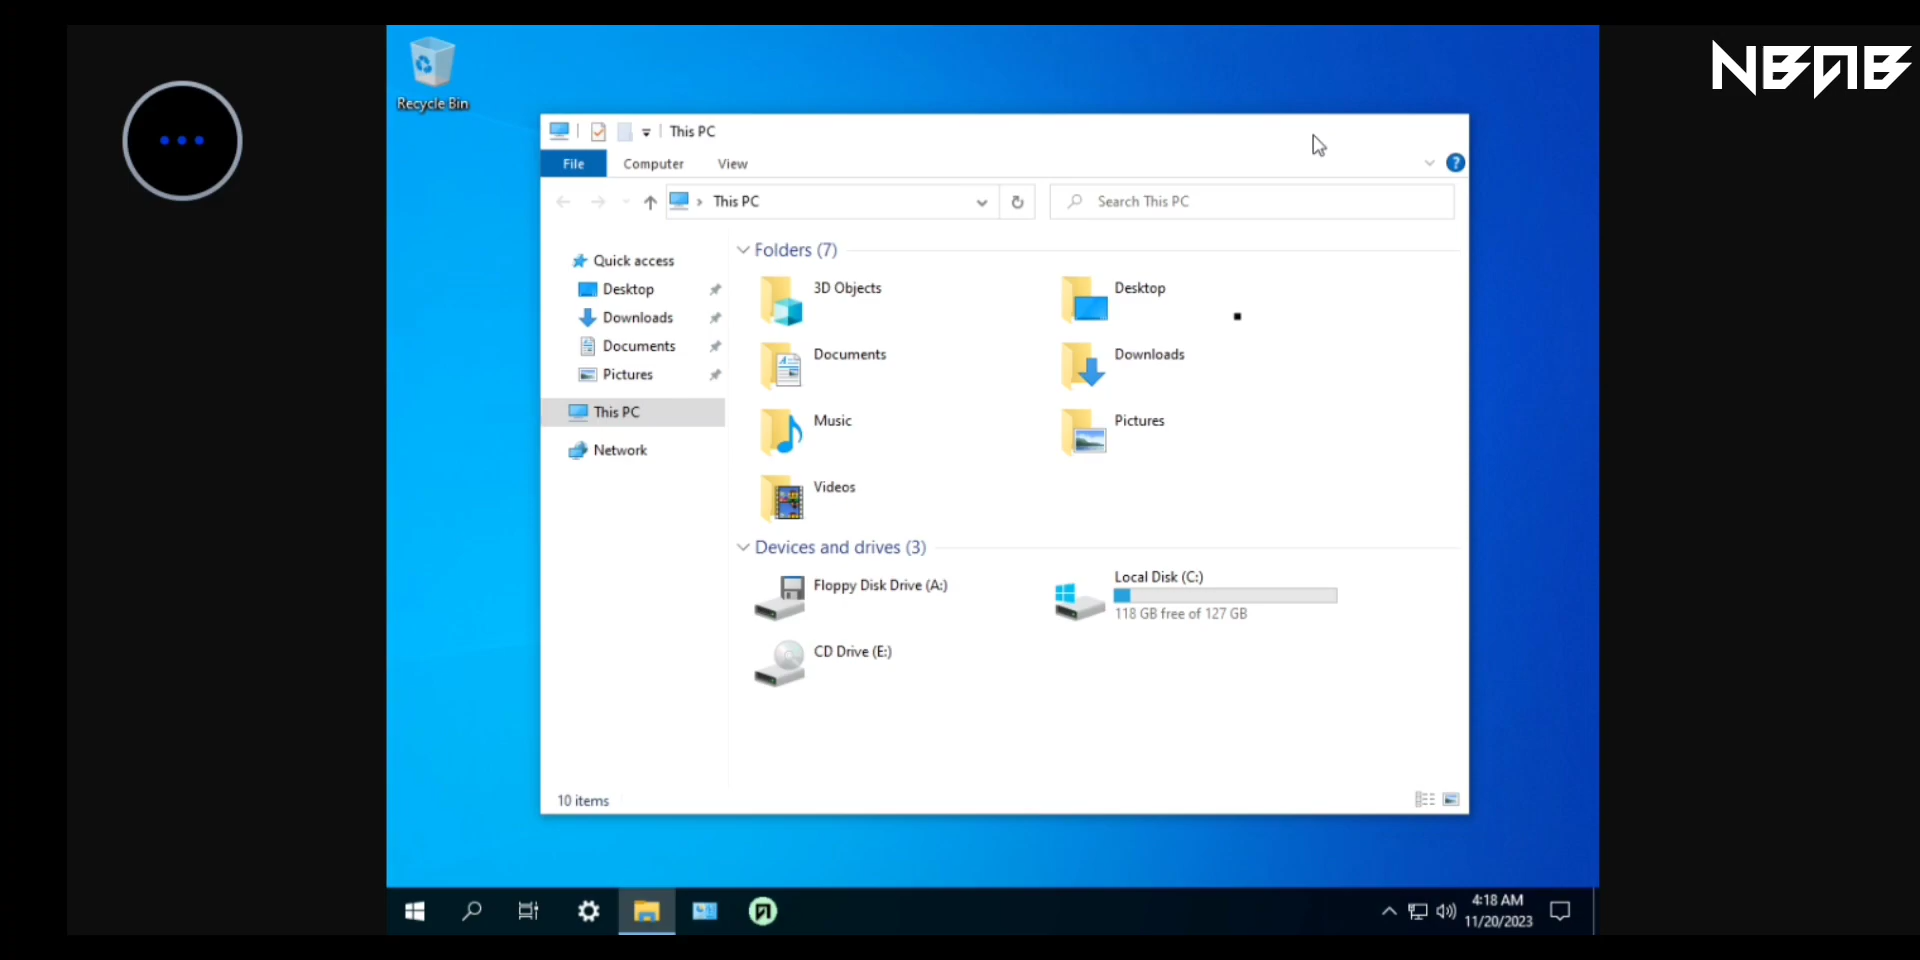 NBAB
Recycle Bin
This PC
File
Computer
View
This PC
Search This PC
Quick access
Desktop
Downloads
Documents
Pictures
This PC
Network
Folders (7)
3D Objects
Desktop
Documents
Downloads
Music
Pictures
Videos
Devices and drives (3)
Floppy Disk Drive (A:)
Local Disk (C:)
118 GB free of 127 GB
CD Drive (E:)
10 items
4:18 AM
11/20/2023